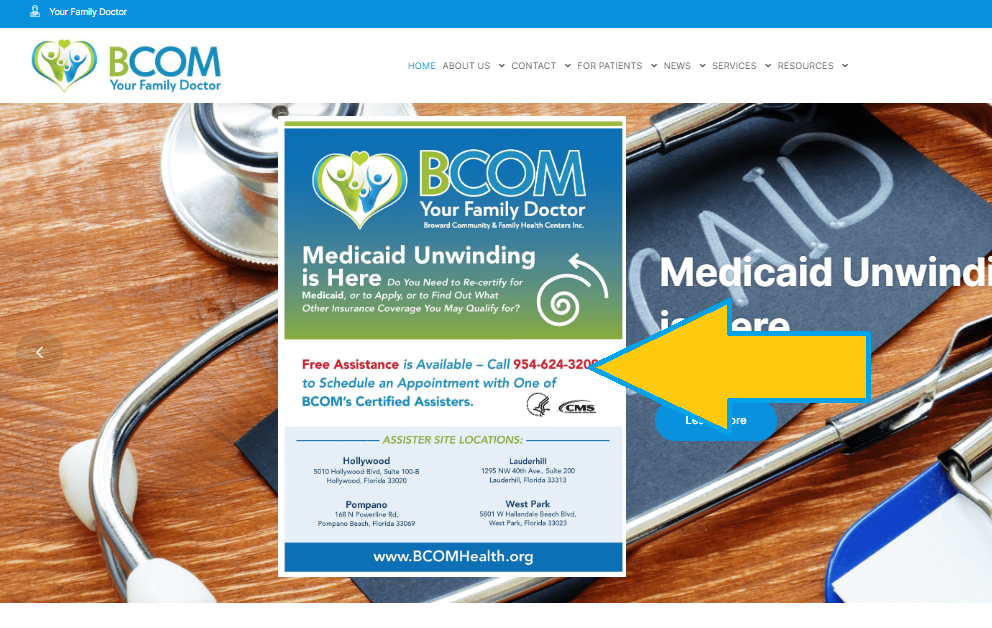 Your Family Doctor
BCOM
Your Family Doctor
HOME ABOUT US CONTACT FOR PATIENTS NEWS SERVICES RESOURCES
BCOM
Your Family Doctor
Broward Community & Family Health Centers Inc.
Medicaid Unwinding
is Here Do You Need to Re-certify for
Medicaid, or to Apply, or to Find Out What
Other Insurance Coverage You May Qualify for?
Free Assistance is Available – Call 954-624-320
to Schedule an Appointment with One of
BCOM's Certified Assisters.
CMS
ASSISTER SITE LOCATIONS:
Hollywood
5010 Hollywood Blvd, Suite 100-B
Hollywood, Florida 33020
Lauderhill
1295 NW 40th Ave., Suite 200
Lauderhill, Florida 33313
Pompano
168 N Powerline Rd,
Pompano Beach, Florida 33069
West Park
5801 W Hallandale Beach Blvd,
West Park, Florida 33023
www.BCOMHealth.org
CAID
Medicaid Unwindi
is ere
Le ore